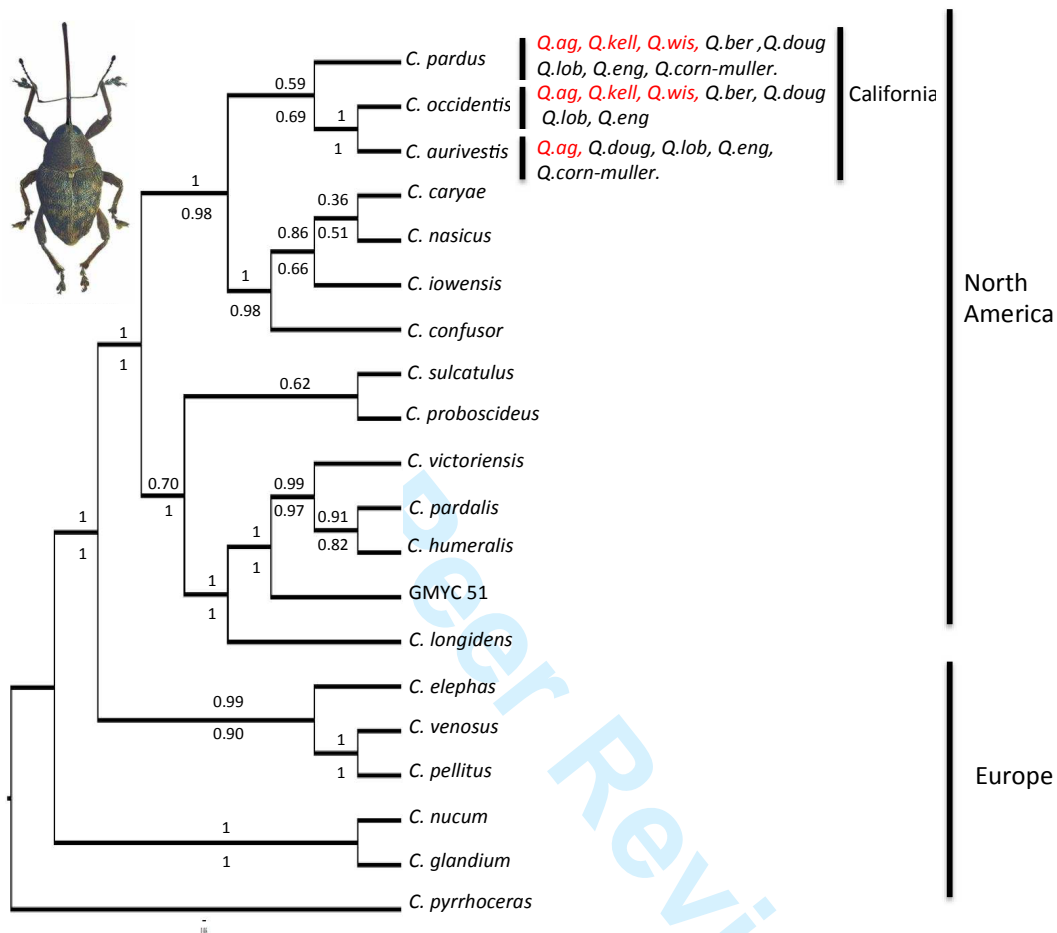 Q.ag, Q.kell, Q.wis, Q.ber ,Q.doug
C. pardus
Q.lob, Q.eng, Q.corn-muller.
0.59
0.69
Q.ag, Q.kell, Q.wis, Q.ber, Q.doug
California
C. occidentis
Q.lob, Q.eng
1
1
C. aurivestis
Q.ag, Q.doug, Q.lob, Q.eng,
Q.corn-muller.
1
0.98
C. caryae
0.36
0.51
C. nasicus
0.86
0.66
C. iowensis
1
0.98
C. confusor
North
America
1
1
C. sulcatulus
0.62
C. proboscideus
C. victoriensis
0.70
1
0.99
0.97
C. pardalis
0.91
0.82
C. humeralis
1
1
GMYC 51
1
1
C. longidens
1
1
C. elephas
0.99
0.90
C. venosus
1
1
C. pellitus
Europe
C. nucum
1
1
C. glandium
C. pyrrhoceras
Peer Revi